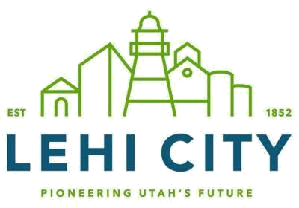 EST 1852
LEHI CITY
PIONEERING UTAH'S FUTURE